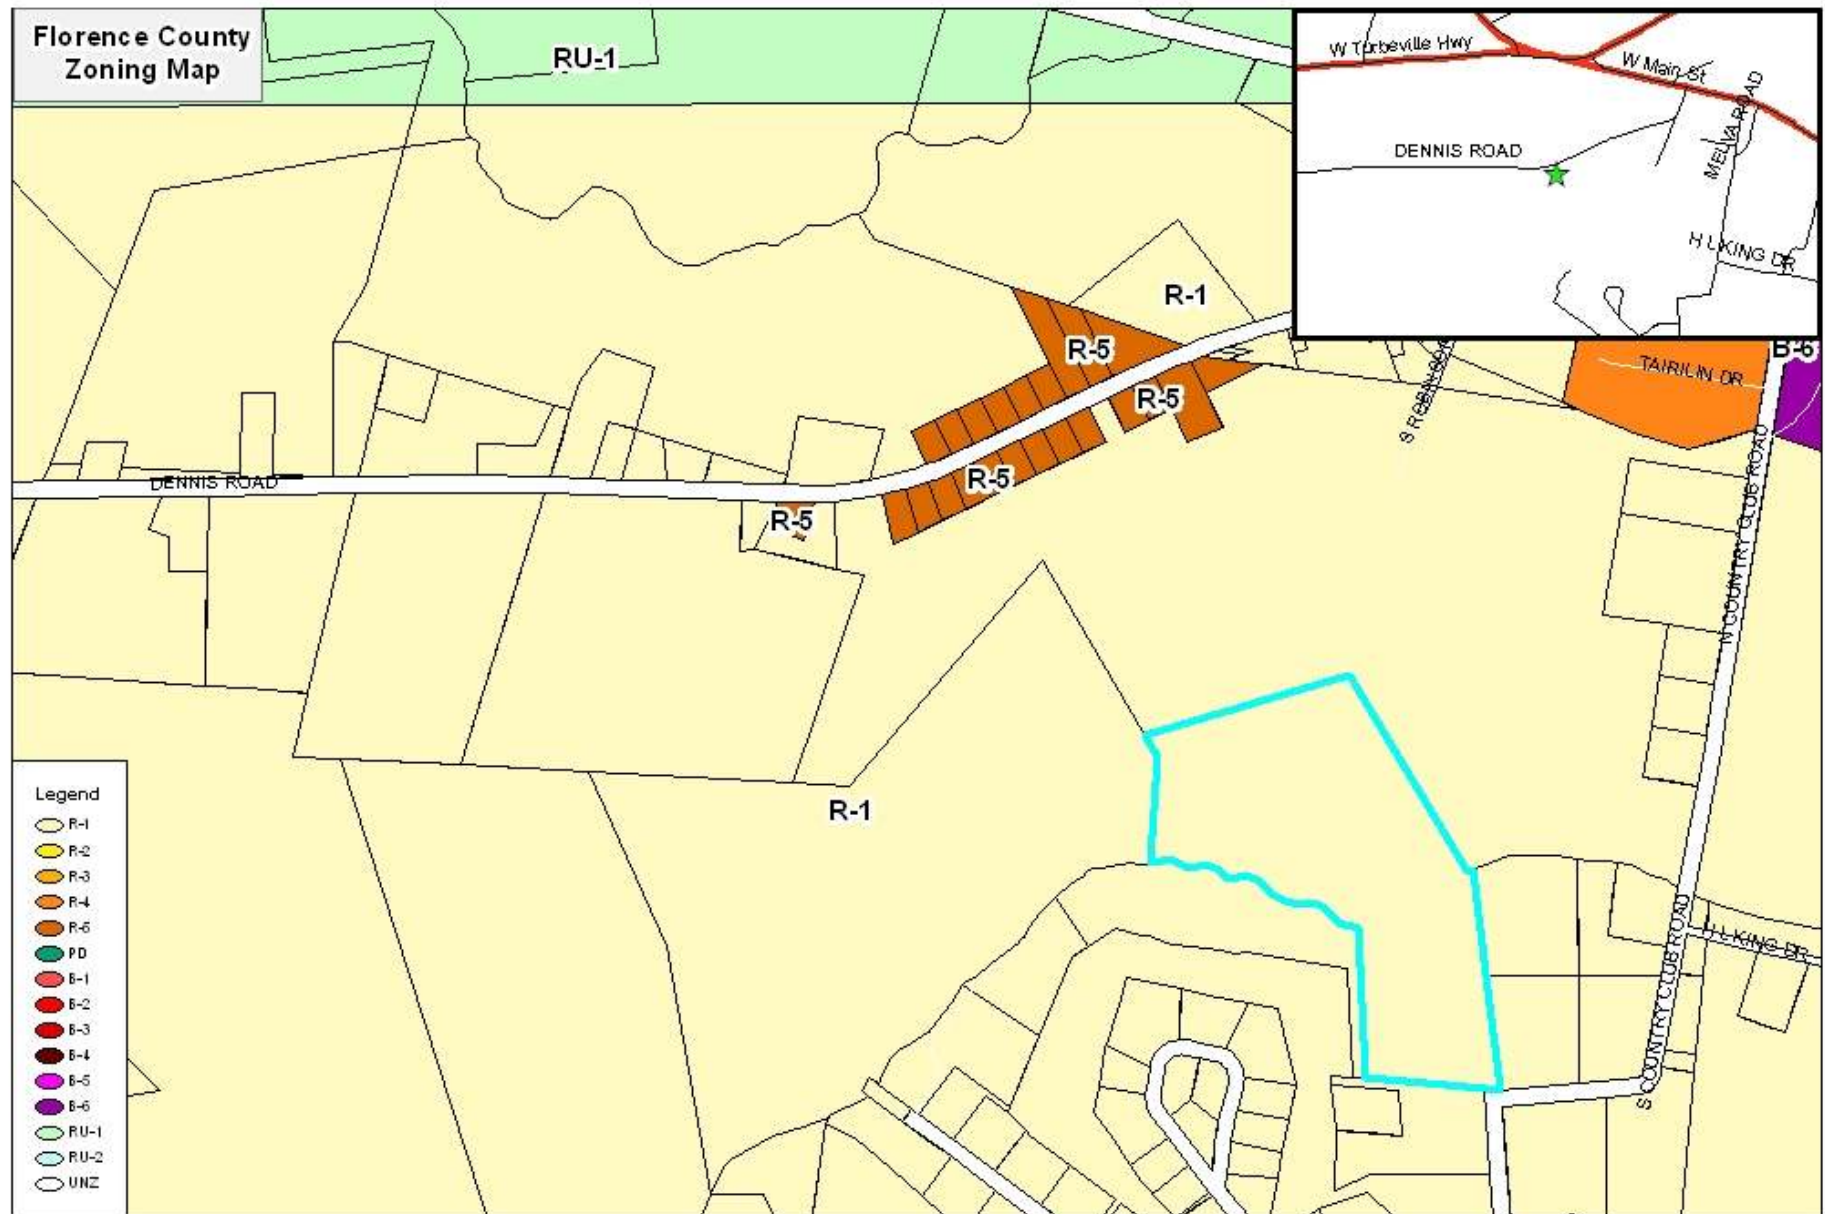 Florence County
Zoning Map
RU-1
W Turbeville Hwy
W Main St
MELVA ROAD
DENNIS ROAD
H L KING DR
R-1
R-5
R-5
B-6
TAIRILIN DR
R-5
DENNIS ROAD
R-5
N COUNTRY CLUB ROAD
R-1
H L KING DR
S COUNTRY CLUB ROAD
Legend
R-1
R-2
R-3
R-4
R-5
PD
B-1
B-2
B-3
B-4
B-5
B-6
RU-1
RU-2
UNZ